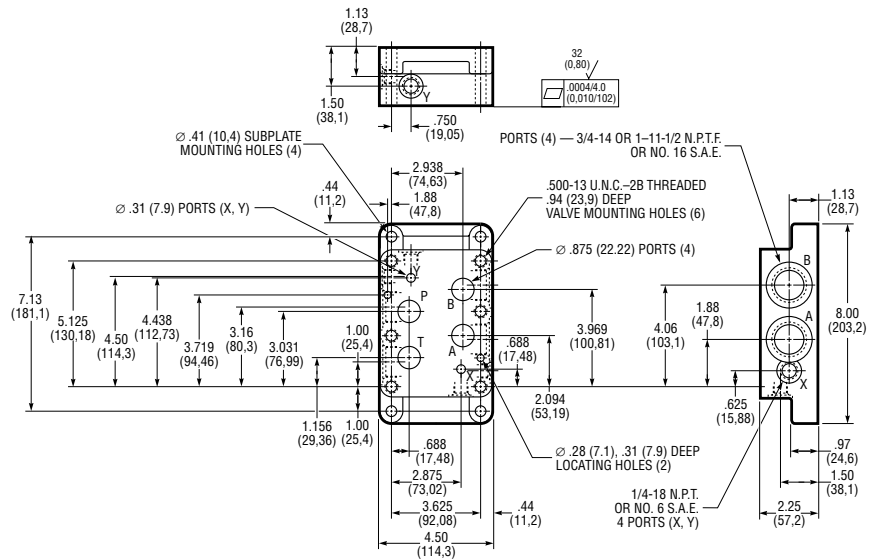 1.13
(28,7)
32
(0,80)
.0004/4.0
(0,010/102)
Y
1.50
(38,1)
.750
(19,05)
PORTS (4) — 3/4-14 OR 1–11-1/2 N.P.T.F.
OR NO. 16 S.A.E.
Ø .41 (10,4) SUBPLATE
MOUNTING HOLES (4)
2.938
(74,63)
.500-13 U.N.C.–2B THREADED
.94 (23,9) DEEP
VALVE MOUNTING HOLES (6)
1.13
(28,7)
.44
(11,2)
1.88
(47,8)
Ø .31 (7.9) PORTS (X, Y)
Ø .875 (22.22) PORTS (4)
Y
B
P
B
7.13
(181,1)
5.125
(130,18)
4.50
(114,3)
4.438
(112,73)
3.719
(94,46)
3.16
(80,3)
3.031
(76,99)
1.00
(25,4)
T
A
X
.688
(17,48)
3.969
(100,81)
2.094
(53,19)
4.06
(103,1)
1.88
(47,8)
A
X
8.00
(203,2)
.625
(15,88)
1.156
(29,36)
1.00
(25,4)
.688
(17,48)
Ø .28 (7.1), .31 (7.9) DEEP
LOCATING HOLES (2)
.97
(24,6)
2.875
(73,02)
1.50
(38,1)
3.625
(92,08)
.44
(11,2)
1/4-18 N.P.T.
OR NO. 6 S.A.E.
4 PORTS (X, Y)
2.25
(57,2)
4.50
(114,3)